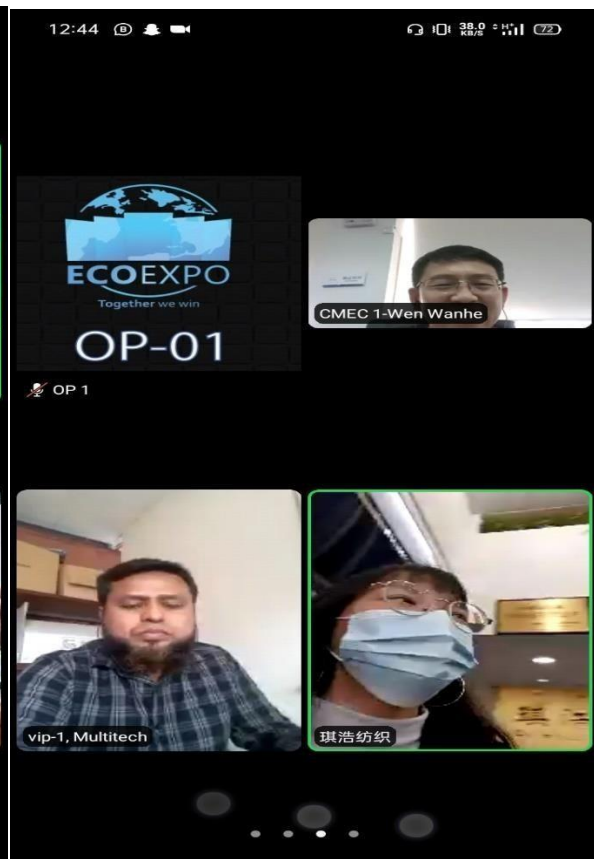 12:44
38.0
KB/S
72
ECOEXPO
Together we win
OP-01
OP 1
CMEC 1-Wen Wanhe
vip-1, Multitech
琪浩纺织
琪